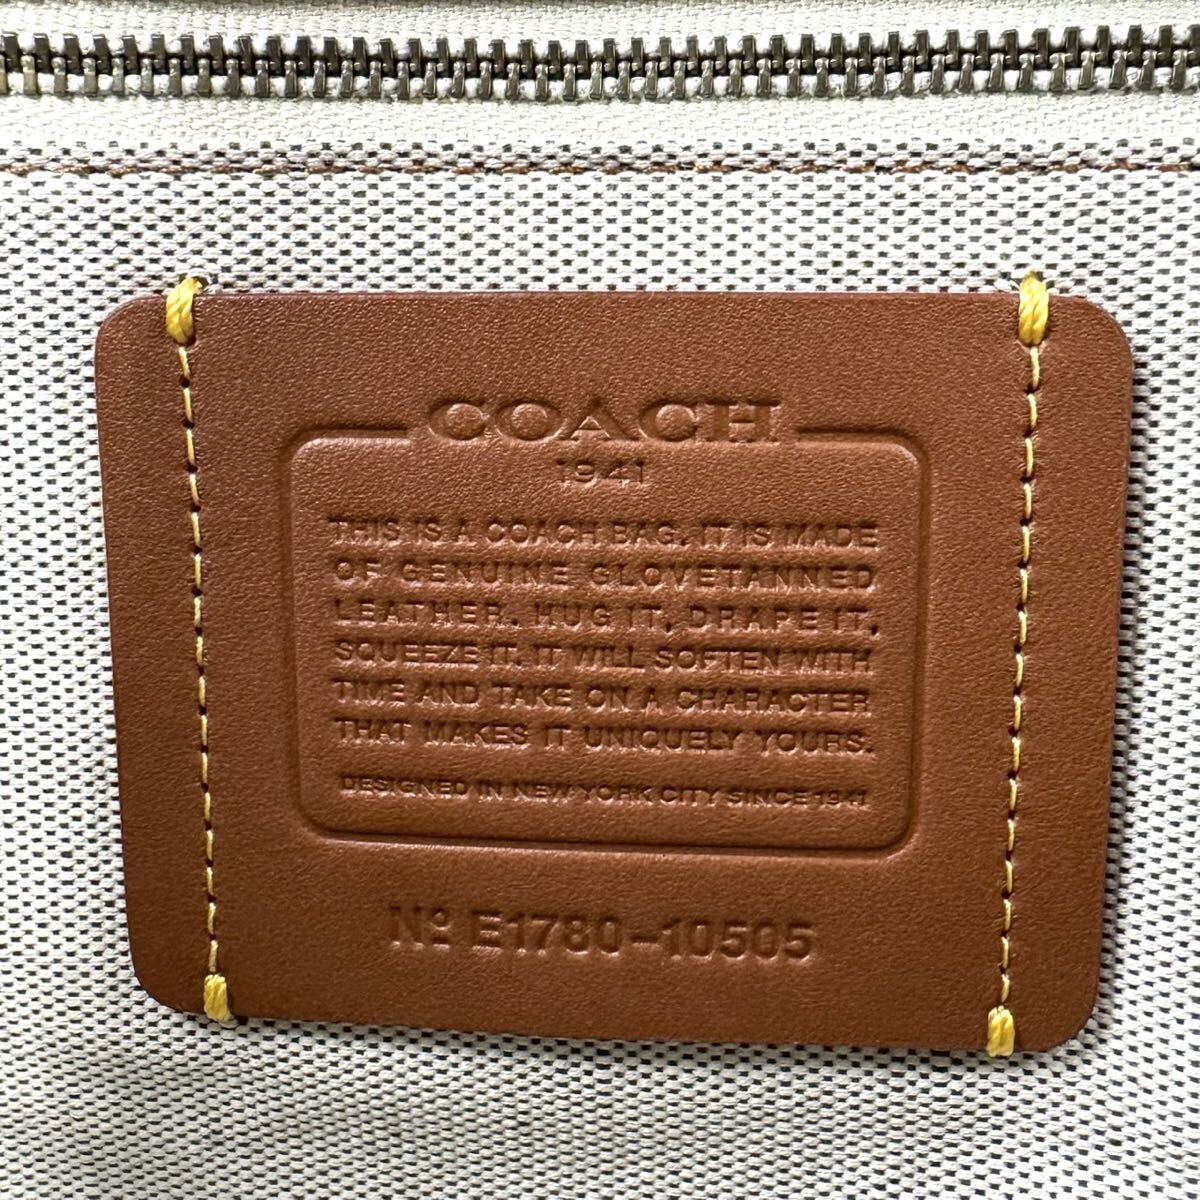 COACH
1941
THIS IS A COACH BAG. IT IS MADE
OF GENUINE GLOVETANNED
LEATHER. HUG IT, DRAPE IT,
SQUEEZE IT. IT WILL SOFTEN WITH
TIME AND TAKE ON A CHARACTER
THAT MAKES IT UNIQUELY YOURS.
DESIGNED IN NEW YORK CITY SINCE 1941
Nº E1780-10505